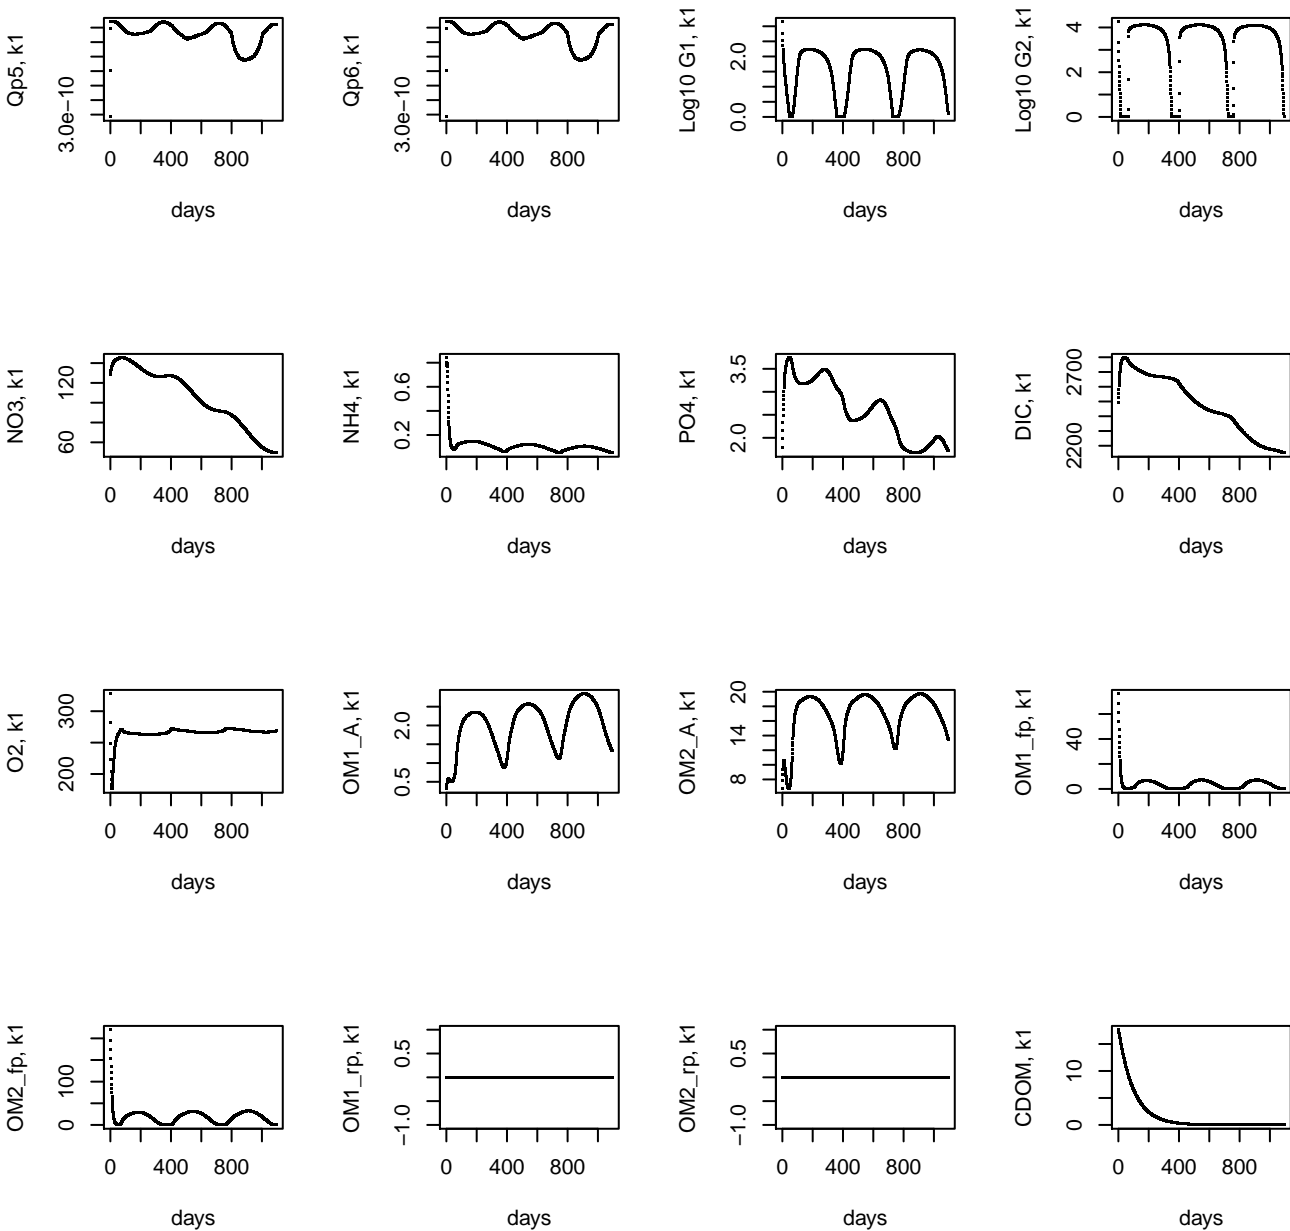 Qp5, k1
3.0e−10
0 400 800
days
Qp6, k1
3.0e−10
0 400 800
days
Log10 G1, k1
0.0 2.0
0 400 800
days
Log10 G2, k1
0 2 4
0 400 800
days
NO3, k1
60 120
0 400 800
days
NH4, k1
0.2 0.6
0 400 800
days
PO4, k1
2.0 3.5
0 400 800
days
DIC, k1
2200 2700
0 400 800
days
O2, k1
200 300
0 400 800
days
OM1_A, k1
0.5 2.0
0 400 800
days
OM2_A, k1
8 14 20
0 400 800
days
OM1_fp, k1
0 40
0 400 800
days
OM2_fp, k1
0 100
0 400 800
days
OM1_rp, k1
−1.0 0.5
0 400 800
days
OM2_rp, k1
−1.0 0.5
0 400 800
days
CDOM, k1
0 10
0 400 800
days